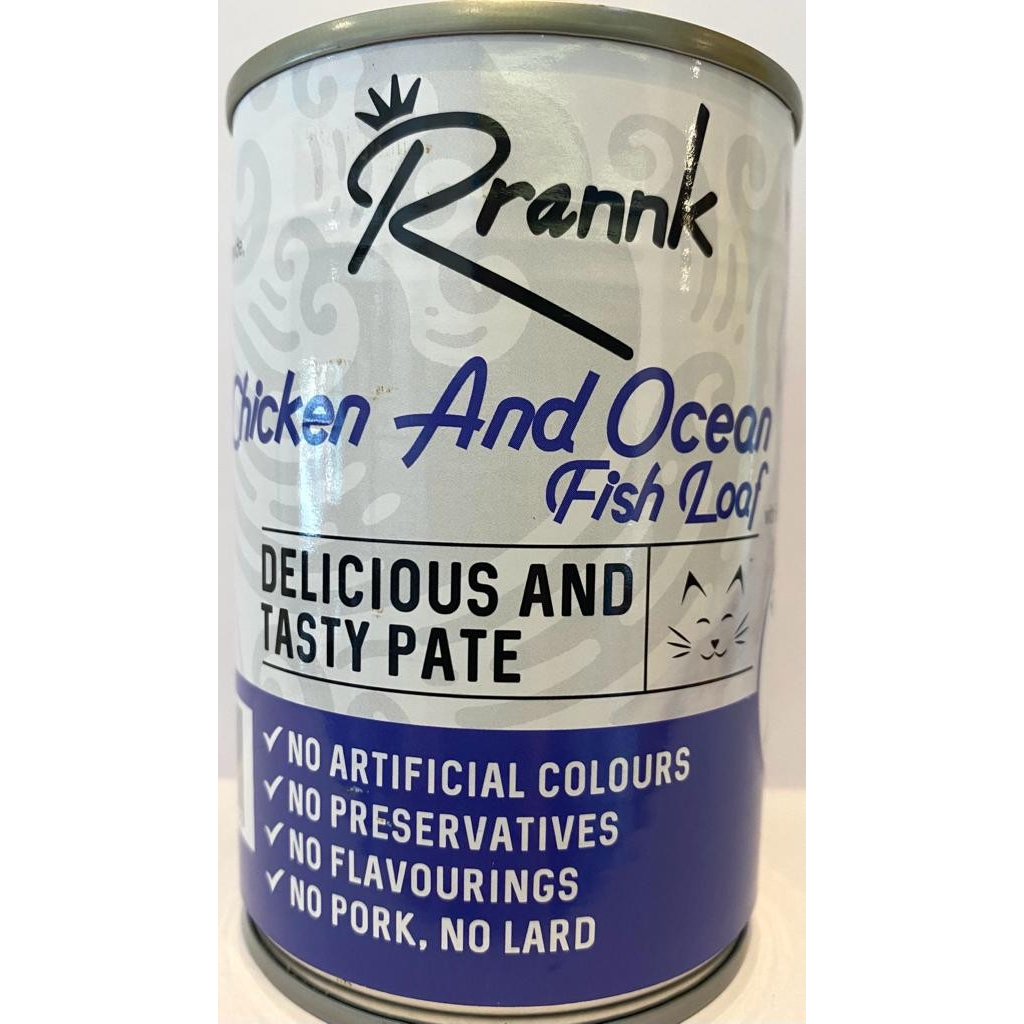 Rrannk
Chicken And Ocean
Fish Loaf
DELICIOUS AND
TASTY PATE
✓ NO ARTIFICIAL COLOURS
✓ NO PRESERVATIVES
✓ NO FLAVOURINGS
✓ NO PORK, NO LARD